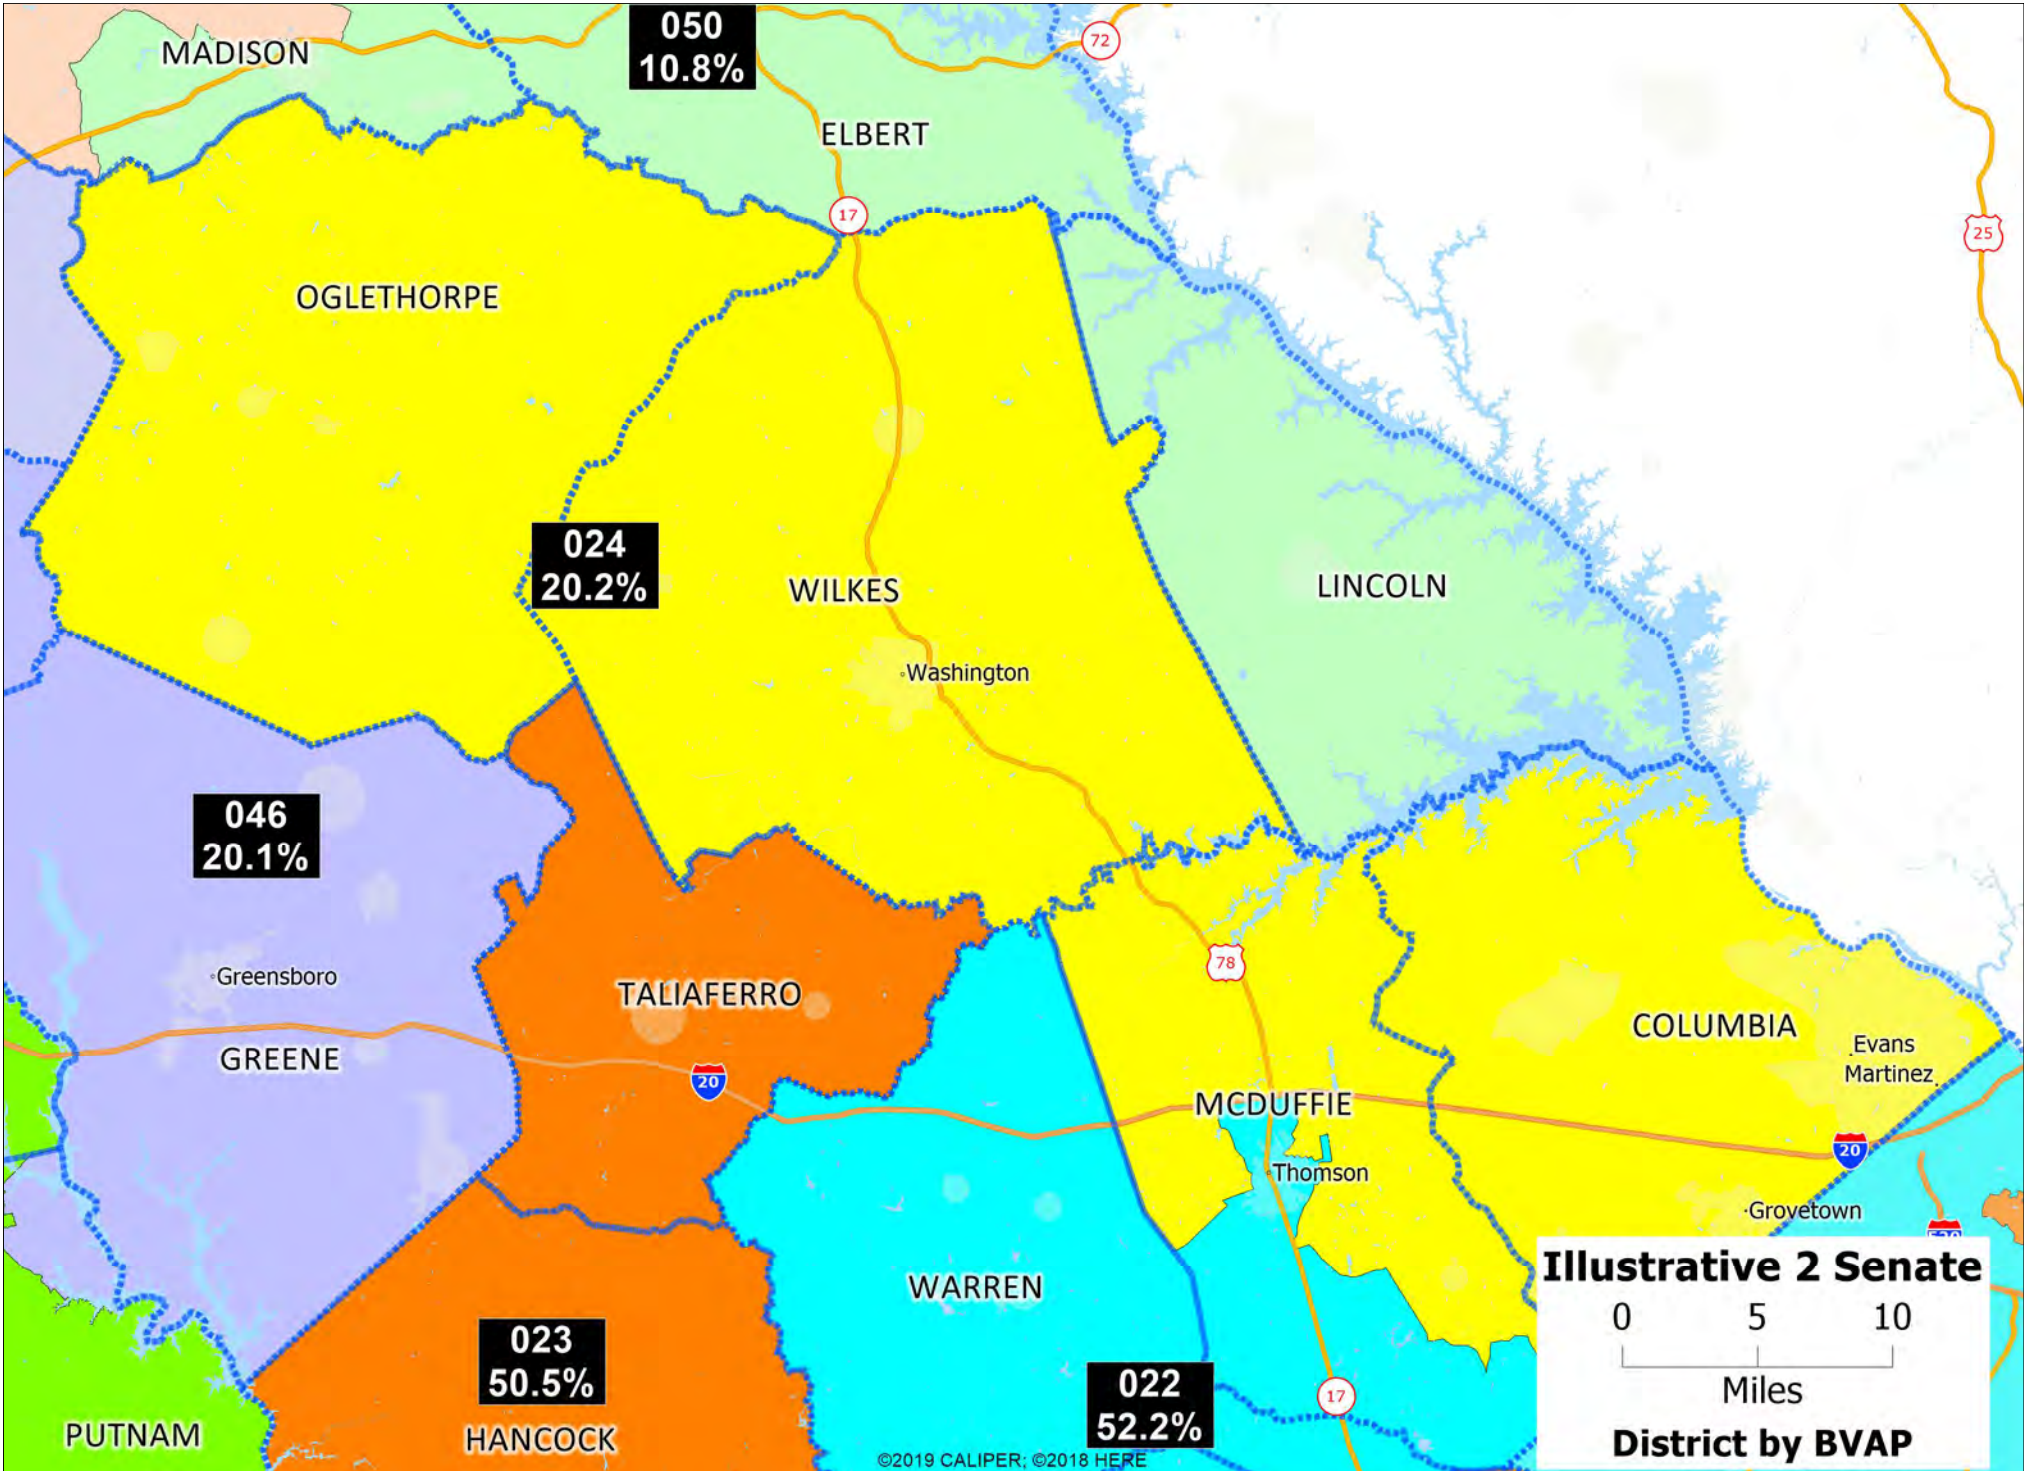 050
10.8%
72
MADISON
ELBERT
17
25
OGLETHORPE
024
20.2%
WILKES
LINCOLN
Washington
046
20.1%
Greensboro
TALIAFERRO
78
COLUMBIA
Evans
Martinez
GREENE
20
MCDUFFIE
20
Thomson
Grovetown
WARREN
Illustrative 2 Senate
0 5 10
Miles
District by BVAP
023
50.5%
022
52.2%
17
PUTNAM
HANCOCK
©2019 CALIPER; ©2018 HERE